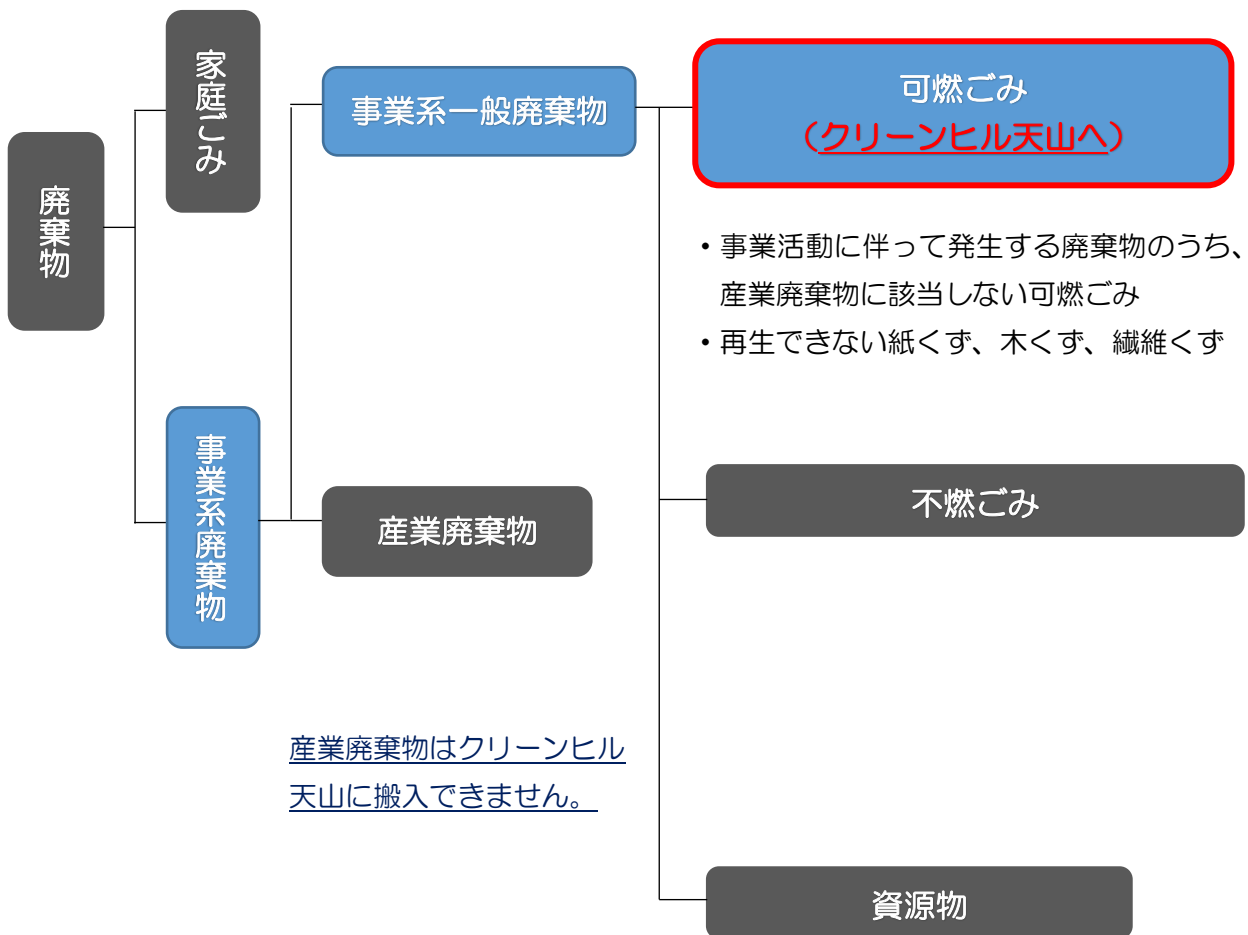 廃棄物
家庭ごみ
事業系廃棄物
事業系一般廃棄物
産業廃棄物
産業廃棄物はクリーンヒル
天山に搬入できません。
可燃ごみ
（クリーンヒル天山へ）
・事業活動に伴って発生する廃棄物のうち、
産業廃棄物に該当しない可燃ごみ
・再生できない紙くず、木くず、繊維くず
不燃ごみ
資源物